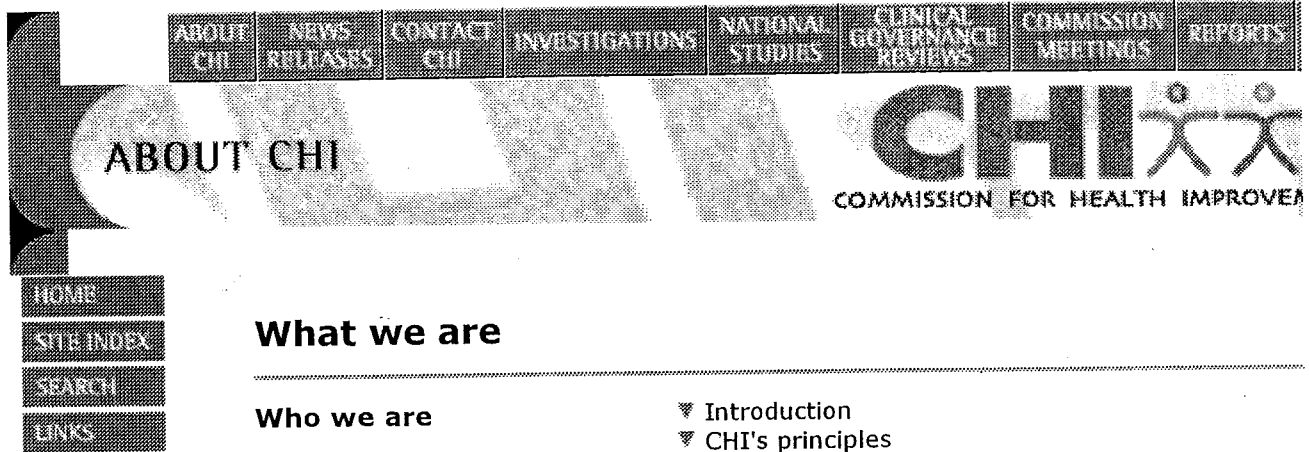 ABOUT CHI
NEWS RELEASES
CONTACT CHI
INVESTIGATIONS
NATIONAL STUDIES
CLINICAL GOVERNANCE REVIEWS
COMMISSION MEETINGS
REPORTS
ABOUT CHI
CHI
COMMISSION FOR HEALTH IMPROVEM
HOME
SITE INDEX
SEARCH
LINKS
What we are
Who we are
Introduction
CHI's principles